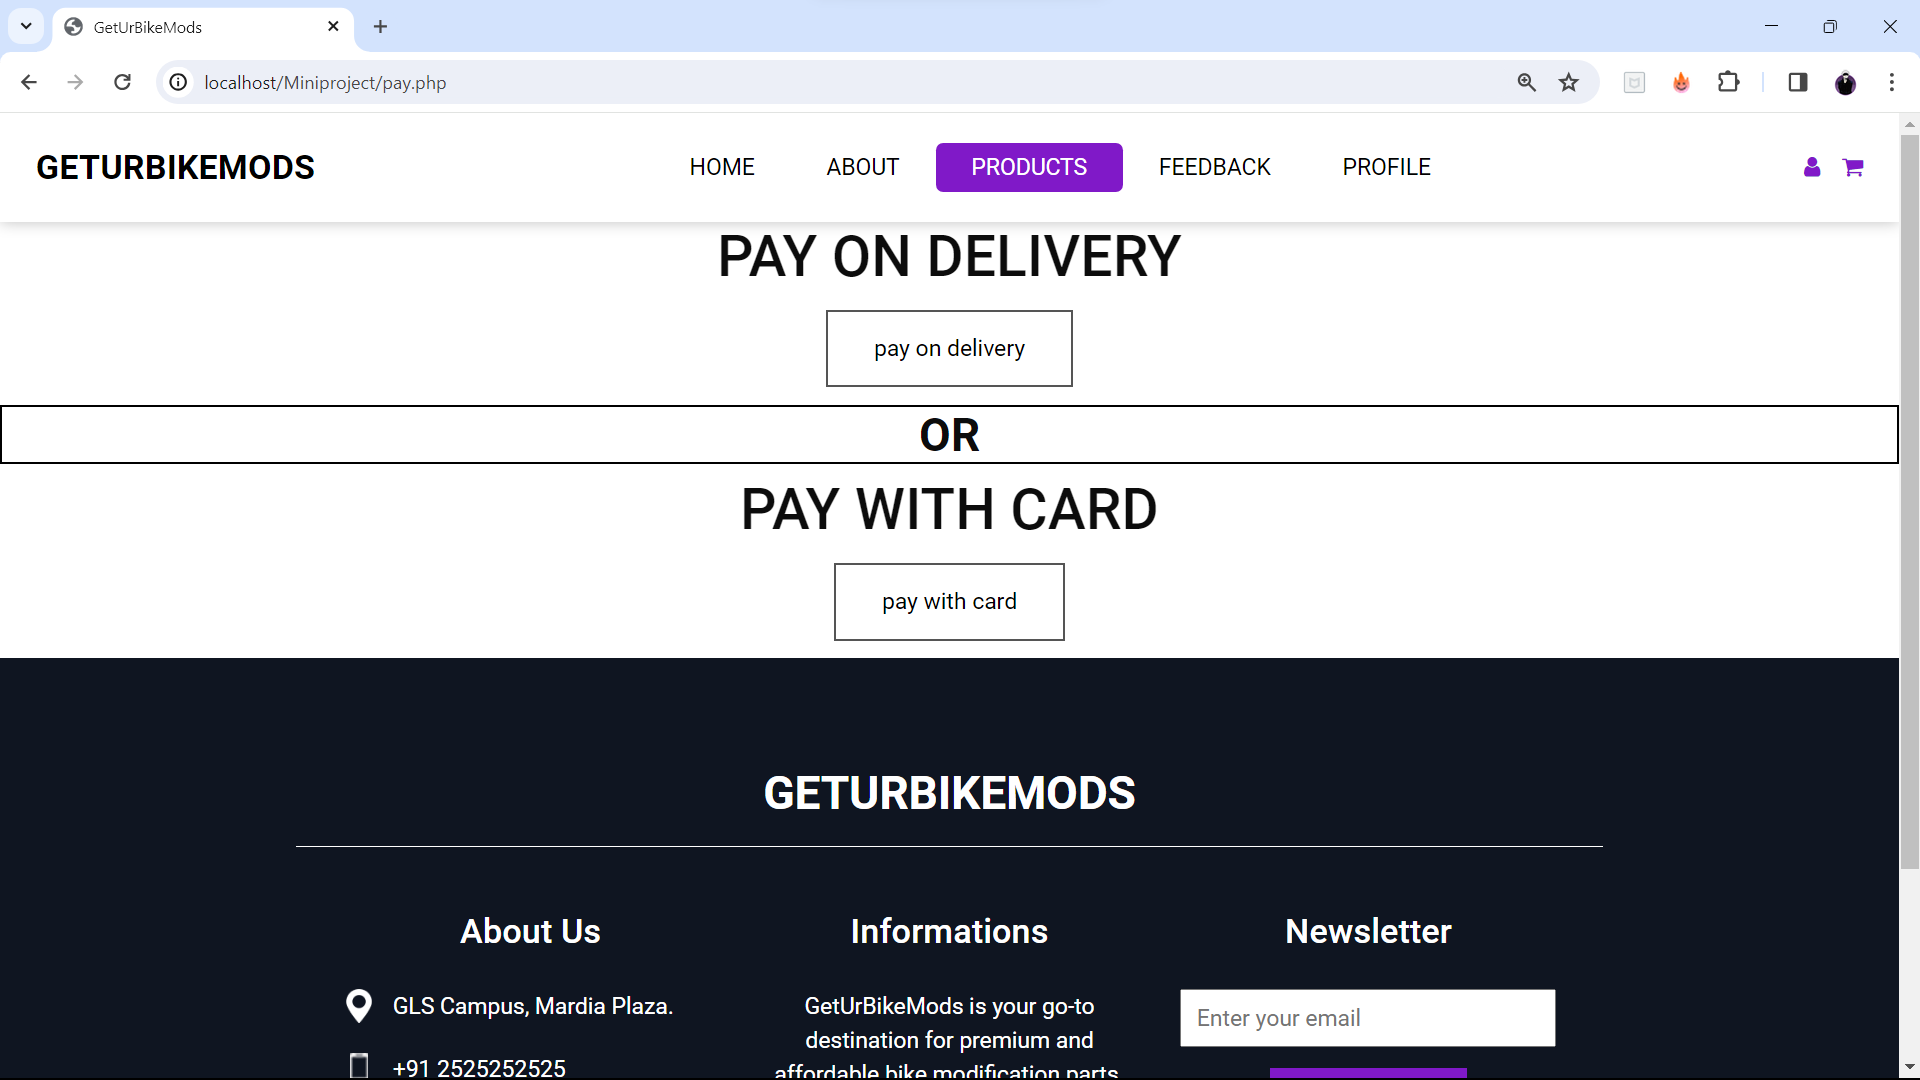 GetUrBikeMods
localhost/Miniproject/pay.php
GETURBIKEMODS
HOME ABOUT PRODUCTS FEEDBACK PROFILE
PAY ON DELIVERY
pay on delivery
OR
PAY WITH CARD
pay with card
GETURBIKEMODS
About Us
GLS Campus, Mardia Plaza.
+91 2525252525
Informations
GetUrBikeMods is your go-to
destination for premium and
affordable bike modification parts
Newsletter
Enter your email